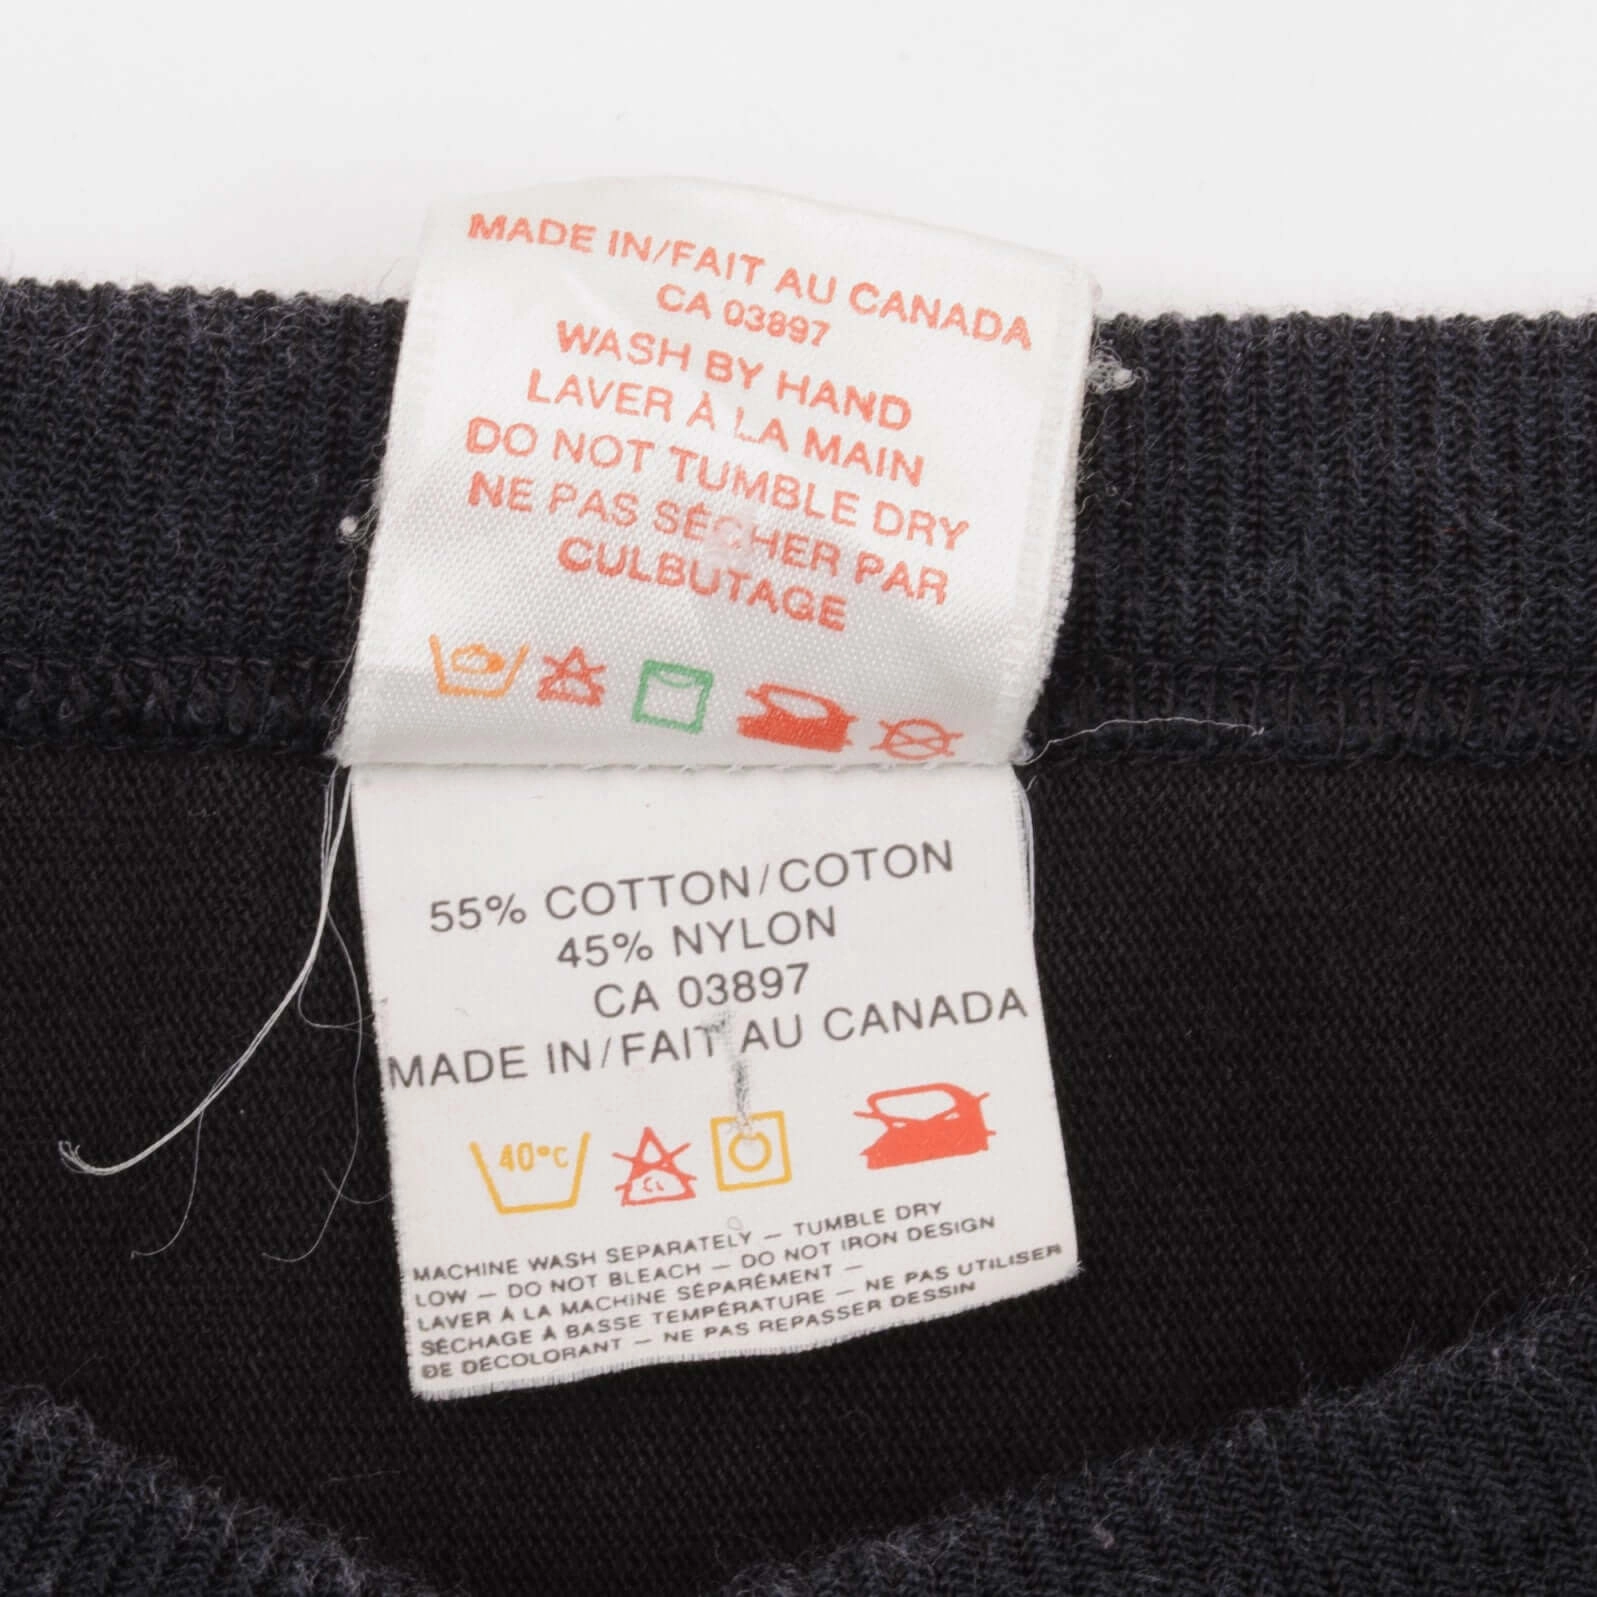 MADE IN/FAIT AU CANADA
CA 03897
WASH BY HAND
LAVER À LA MAIN
DO NOT TUMBLE DRY
NE PAS SÉCHER PAR
CULBUTAGE
55% COTTON/COTON
45% NYLON
CA 03897
MADE IN/FAIT AU CANADA
40°C
CL
MACHINE WASH SEPARATELY — TUMBLE DRY
LOW — DO NOT BLEACH — DO NOT IRON DESIGN
LAVER À LA MACHINE SÉPARÉMENT —
SÉCHAGE À BASSE TEMPÉRATURE — NE PAS UTILISER
DE DÉCOLORANT — NE PAS REPASSER DESSIN